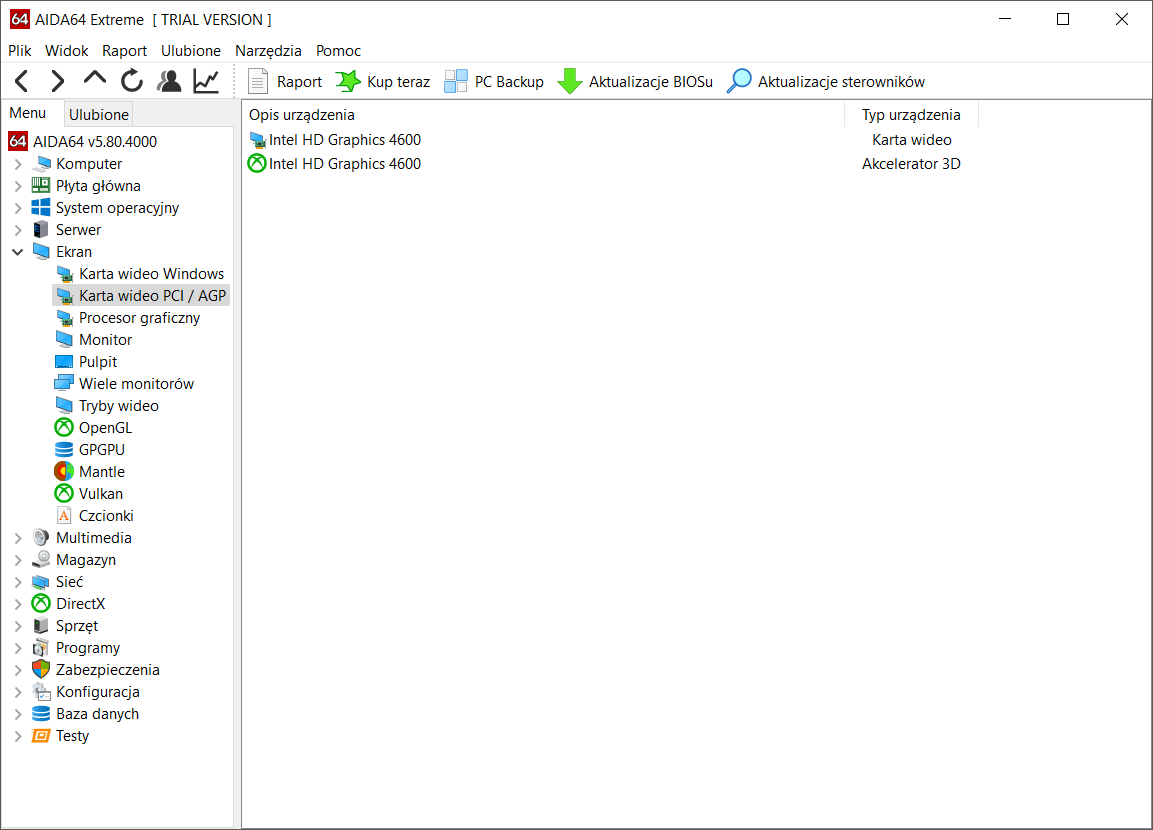 64 AIDA64 Extreme [ TRIAL VERSION ]
Plik Widok Raport Ulubione Narzędzia Pomoc
Raport Kup teraz PC Backup Aktualizacje BIOSu Aktualizacje sterowników
Menu Ulubione
64 AIDA64 v5.80.4000
Komputer
Płyta główna
System operacyjny
Serwer
Ekran
Karta wideo Windows
Karta wideo PCI / AGP
Procesor graficzny
Monitor
Pulpit
Wiele monitorów
Tryby wideo
OpenGL
GPGPU
Mantle
Vulkan
A Czcionki
Multimedia
Magazyn
Sieć
DirectX
Sprzęt
Programy
Zabezpieczenia
Konfiguracja
Baza danych
Testy
Opis urządzenia Typ urządzenia
Intel HD Graphics 4600 Karta wideo
Intel HD Graphics 4600 Akcelerator 3D